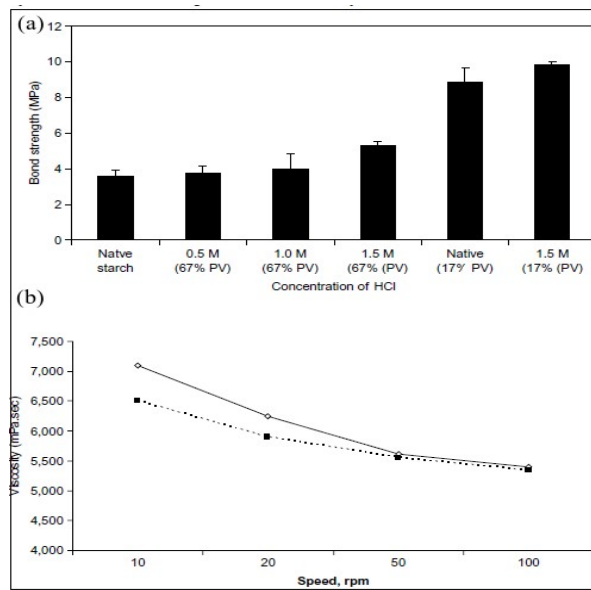 (a)
12
10
8
6
4
2
0
Bond strength (MPa)
Natve starch
0.5 M (67% PV)
1.0 M (67% PV)
1.5 M (67% (PV)
Native (17% PV)
1.5 M (17% (PV)
Concentration of HCl
(b)
7,500
7,000
6,500
6,000
5,500
5,000
4,500
4,000
Viscosity (mPa.sec)
10 20 50 100
Speed, rpm